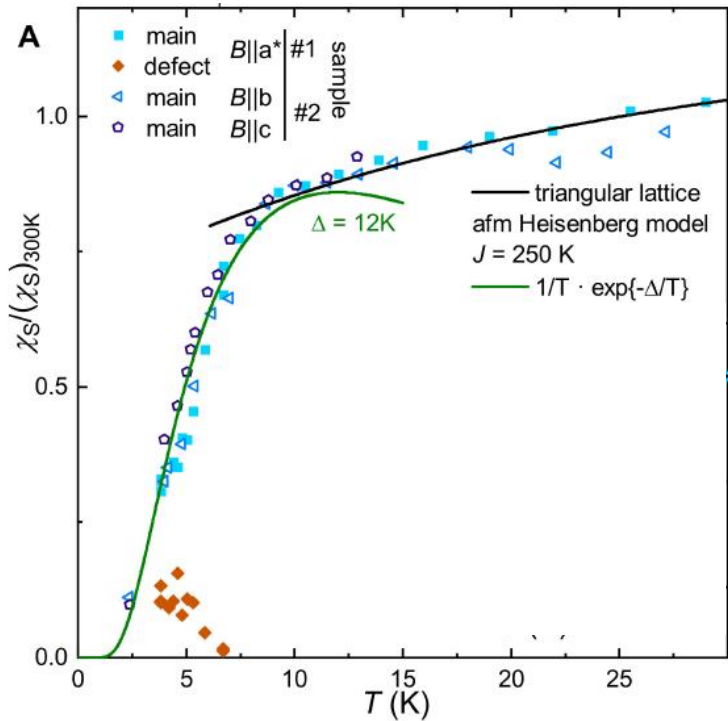 A
main B||a* #1 sample
defect
main B||b #2
main B||c
1.0
0.5
0.0
χS/(χS)300K
Δ = 12K
triangular lattice
afm Heisenberg model
J = 250 K
1/T · exp{-Δ/T}
0 5 10 15 20 25
T (K)